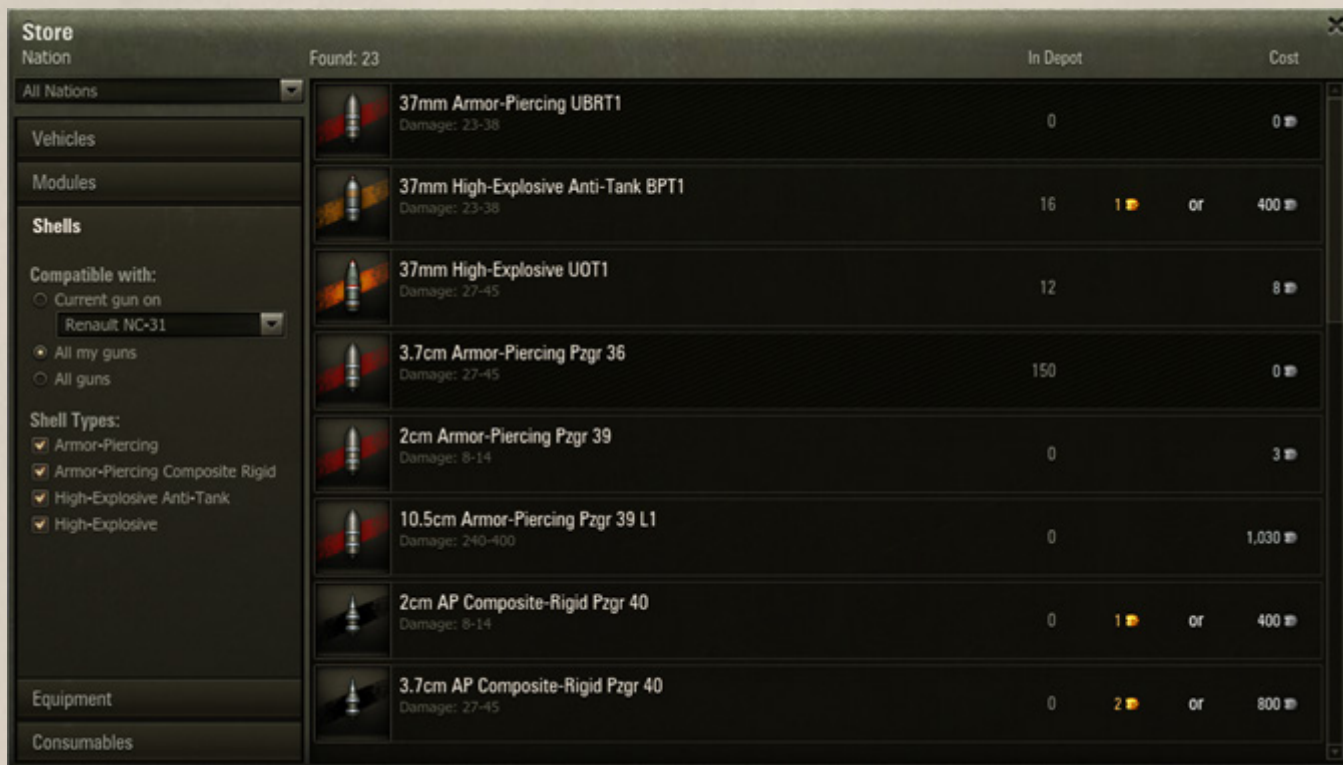 Store
Nation
Found: 23 In Depot Cost
All Nations
Vehicles
Modules
Shells
Compatible with:
Current gun on
Renault NC-31
All my guns
All guns
Shell Types:
Armor-Piercing
Armor-Piercing Composite Rigid
High-Explosive Anti-Tank
High-Explosive
Equipment
Consumables
37mm Armor-Piercing UBRT1
Damage: 23-38
0 0
37mm High-Explosive Anti-Tank BPT1
Damage: 23-38
16 1 or 400
37mm High-Explosive UOT1
Damage: 27-45
12 8
3.7cm Armor-Piercing Pzgr 36
Damage: 27-45
150 0
2cm Armor-Piercing Pzgr 39
Damage: 8-14
0 3
10.5cm Armor-Piercing Pzgr 39 L1
Damage: 240-400
0 1,030
2cm AP Composite-Rigid Pzgr 40
Damage: 8-14
0 1 or 400
3.7cm AP Composite-Rigid Pzgr 40
Damage: 27-45
0 2 or 800